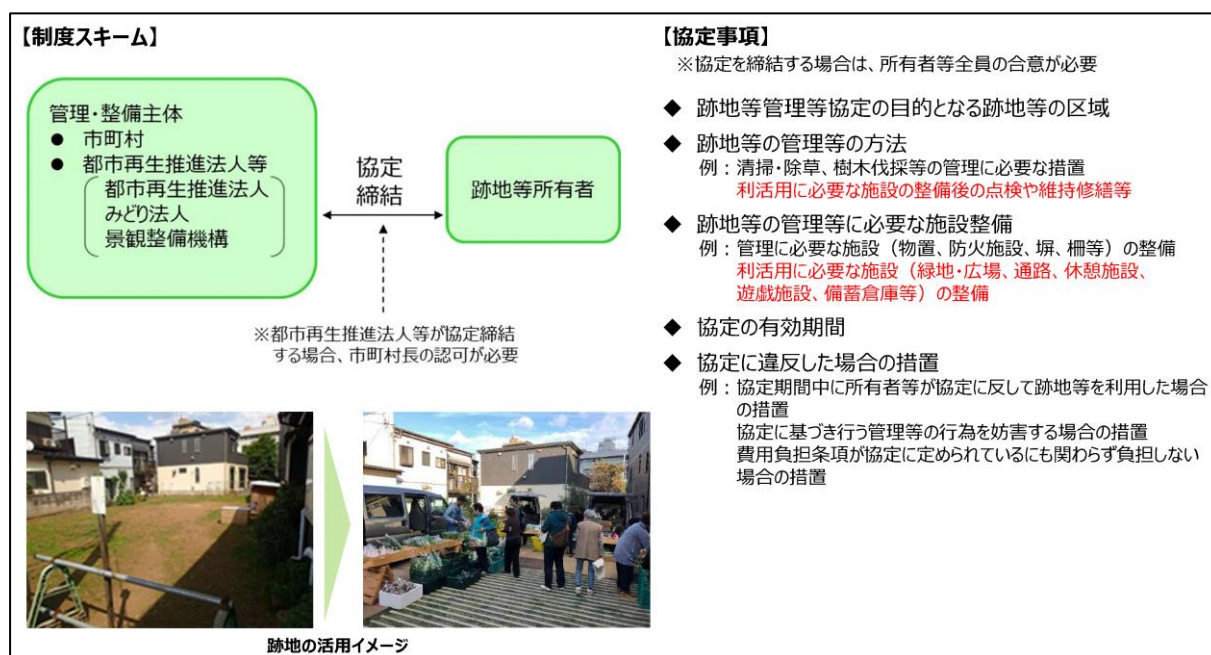 【制度スキーム】
管理・整備主体
● 市町村
● 都市再生推進法人等
都市再生推進法人
みどり法人
景観整備機構
協定
締結
跡地等所有者
※都市再生推進法人等が協定締結
する場合、市町村長の認可が必要
跡地の活用イメージ
【協定事項】
※協定を締結する場合は、所有者等全員の合意が必要
◆ 跡地等管理等協定の目的となる跡地等の区域
◆ 跡地等の管理等の方法
例：清掃・除草、樹木伐採等の管理に必要な措置
利活用に必要な施設の整備後の点検や維持修繕等
◆ 跡地等の管理等に必要な施設整備
例：管理に必要な施設（物置、防火施設、塀、柵等）の整備
利活用に必要な施設（緑地・広場、通路、休憩施設、
遊戯施設、備蓄倉庫等）の整備
◆ 協定の有効期間
◆ 協定に違反した場合の措置
例：協定期間中に所有者等が協定に反して跡地等を利用した場合
の措置
協定に基づき行う管理等の行為を妨害する場合の措置
費用負担条項が協定に定められているにも関わらず負担しない
場合の措置